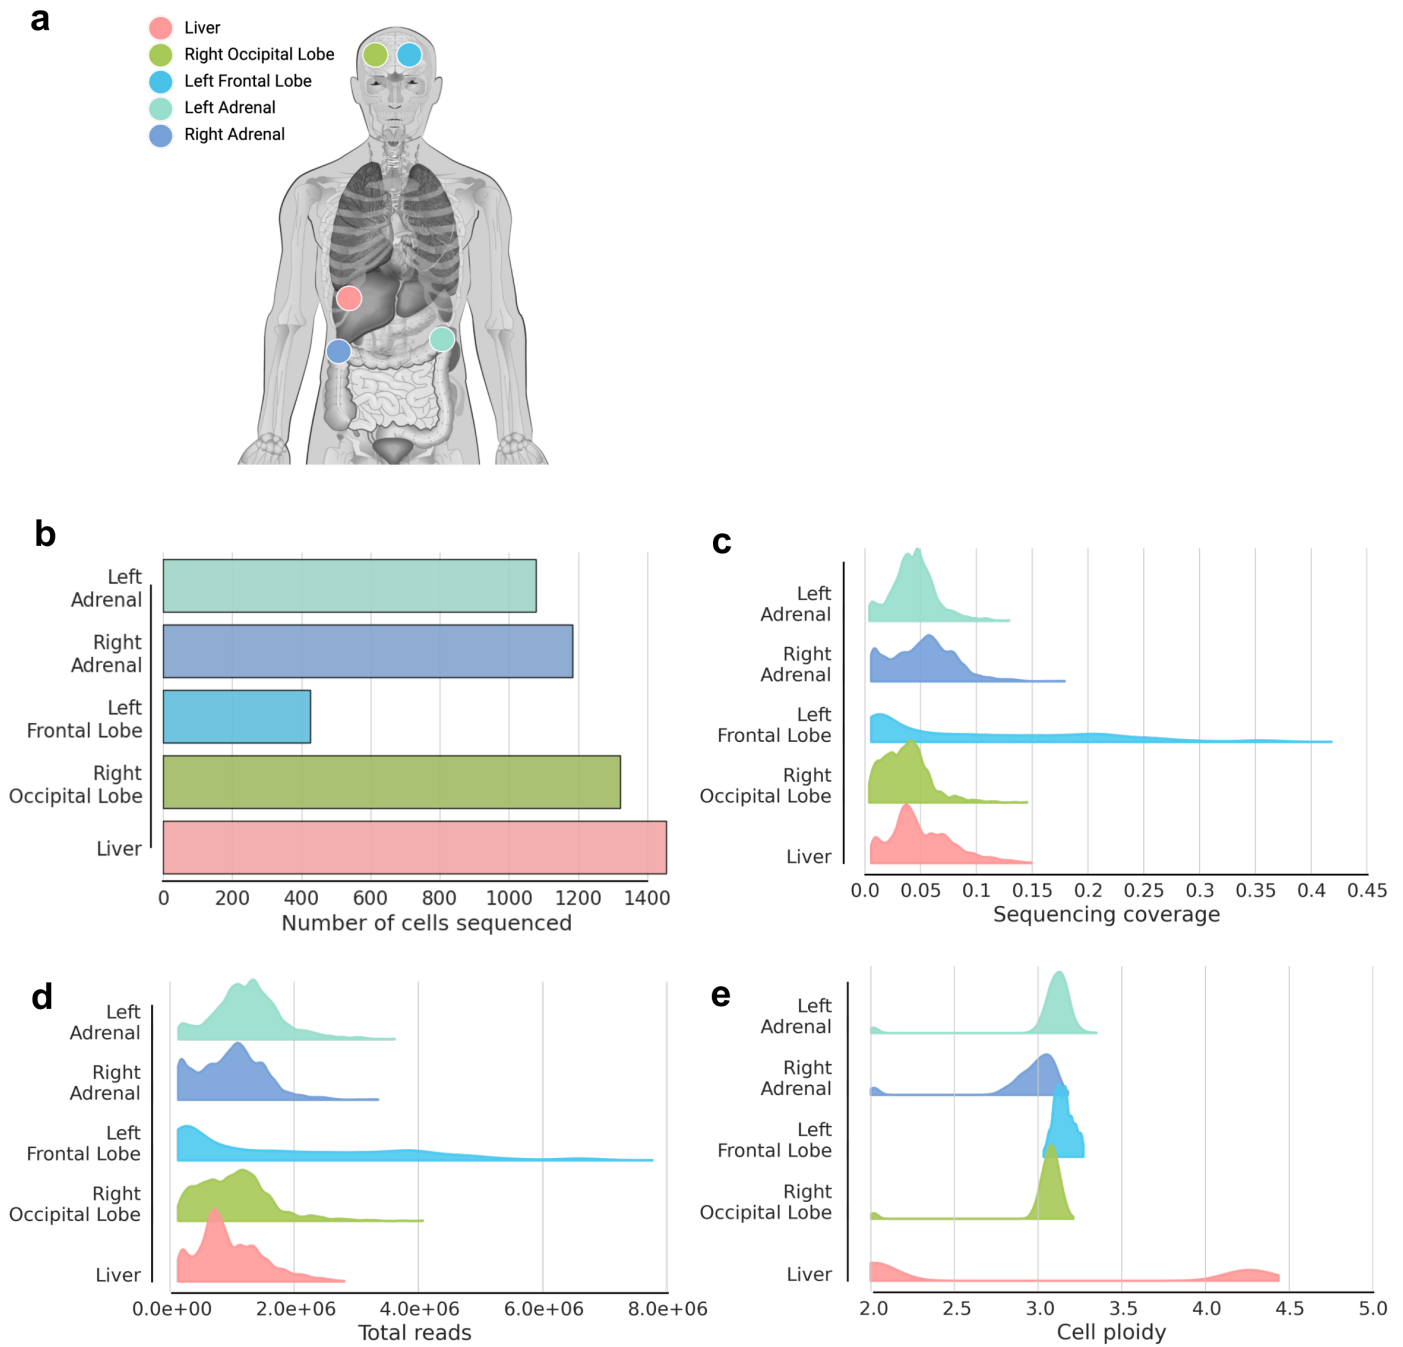 a
Liver
Right Occipital Lobe
Left Frontal Lobe
Left Adrenal
Right Adrenal
b
Left
Adrenal
Right
Adrenal
Left
Frontal Lobe
Right
Occipital Lobe
Liver
0 200 400 600 800 1000 1200 1400
Number of cells sequenced
c
Left
Adrenal
Right
Adrenal
Left
Frontal Lobe
Right
Occipital Lobe
Liver
0.0 0.05 0.1 0.15 0.2 0.25 0.3 0.35 0.4 0.45
Sequencing coverage
d
Left
Adrenal
Right
Adrenal
Left
Frontal Lobe
Right
Occipital Lobe
Liver
0.0e+00 2.0e+06 4.0e+06 6.0e+06 8.0e+06
Total reads
e
Left
Adrenal
Right
Adrenal
Left
Frontal Lobe
Right
Occipital Lobe
Liver
2.0 2.5 3.0 3.5 4.0 4.5 5.0
Cell ploidy